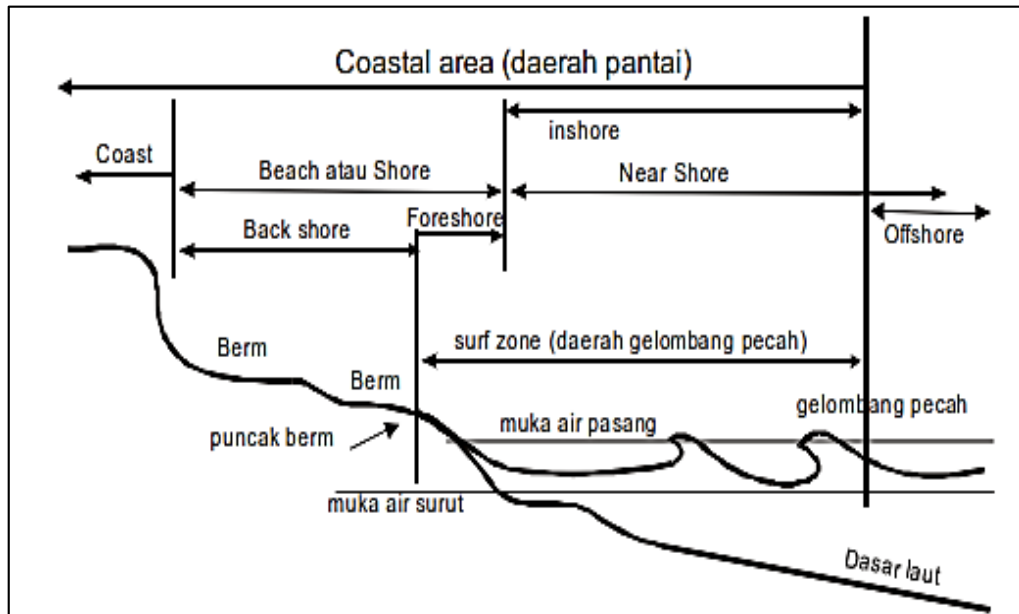 Coastal area (daerah pantai)
inshore
Coast
Beach atau Shore
Near Shore
Foreshore
Back shore
Offshore
surf zone (daerah gelombang pecah)
Berm
Berm
gelombang pecah
muka air pasang
puncak berm
muka air surut
Dasar laut